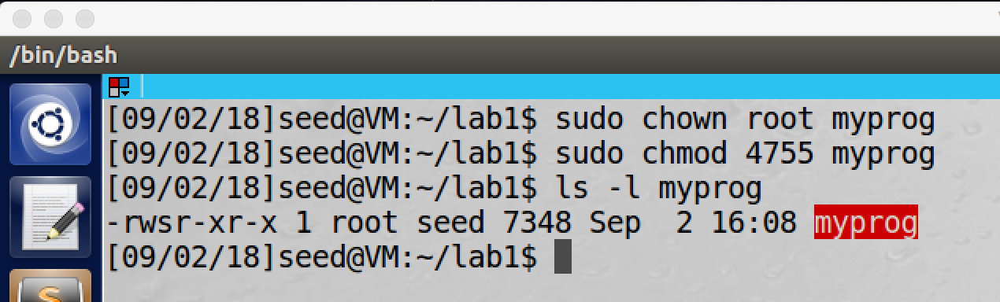 /bin/bash
[09/02/18]seed@VM:~/lab1$ sudo chown root myprog
[09/02/18]seed@VM:~/lab1$ sudo chmod 4755 myprog
[09/02/18]seed@VM:~/lab1$ ls -l myprog
-rwsr-xr-x 1 root seed 7348 Sep  2 16:08 myprog
[09/02/18]seed@VM:~/lab1$